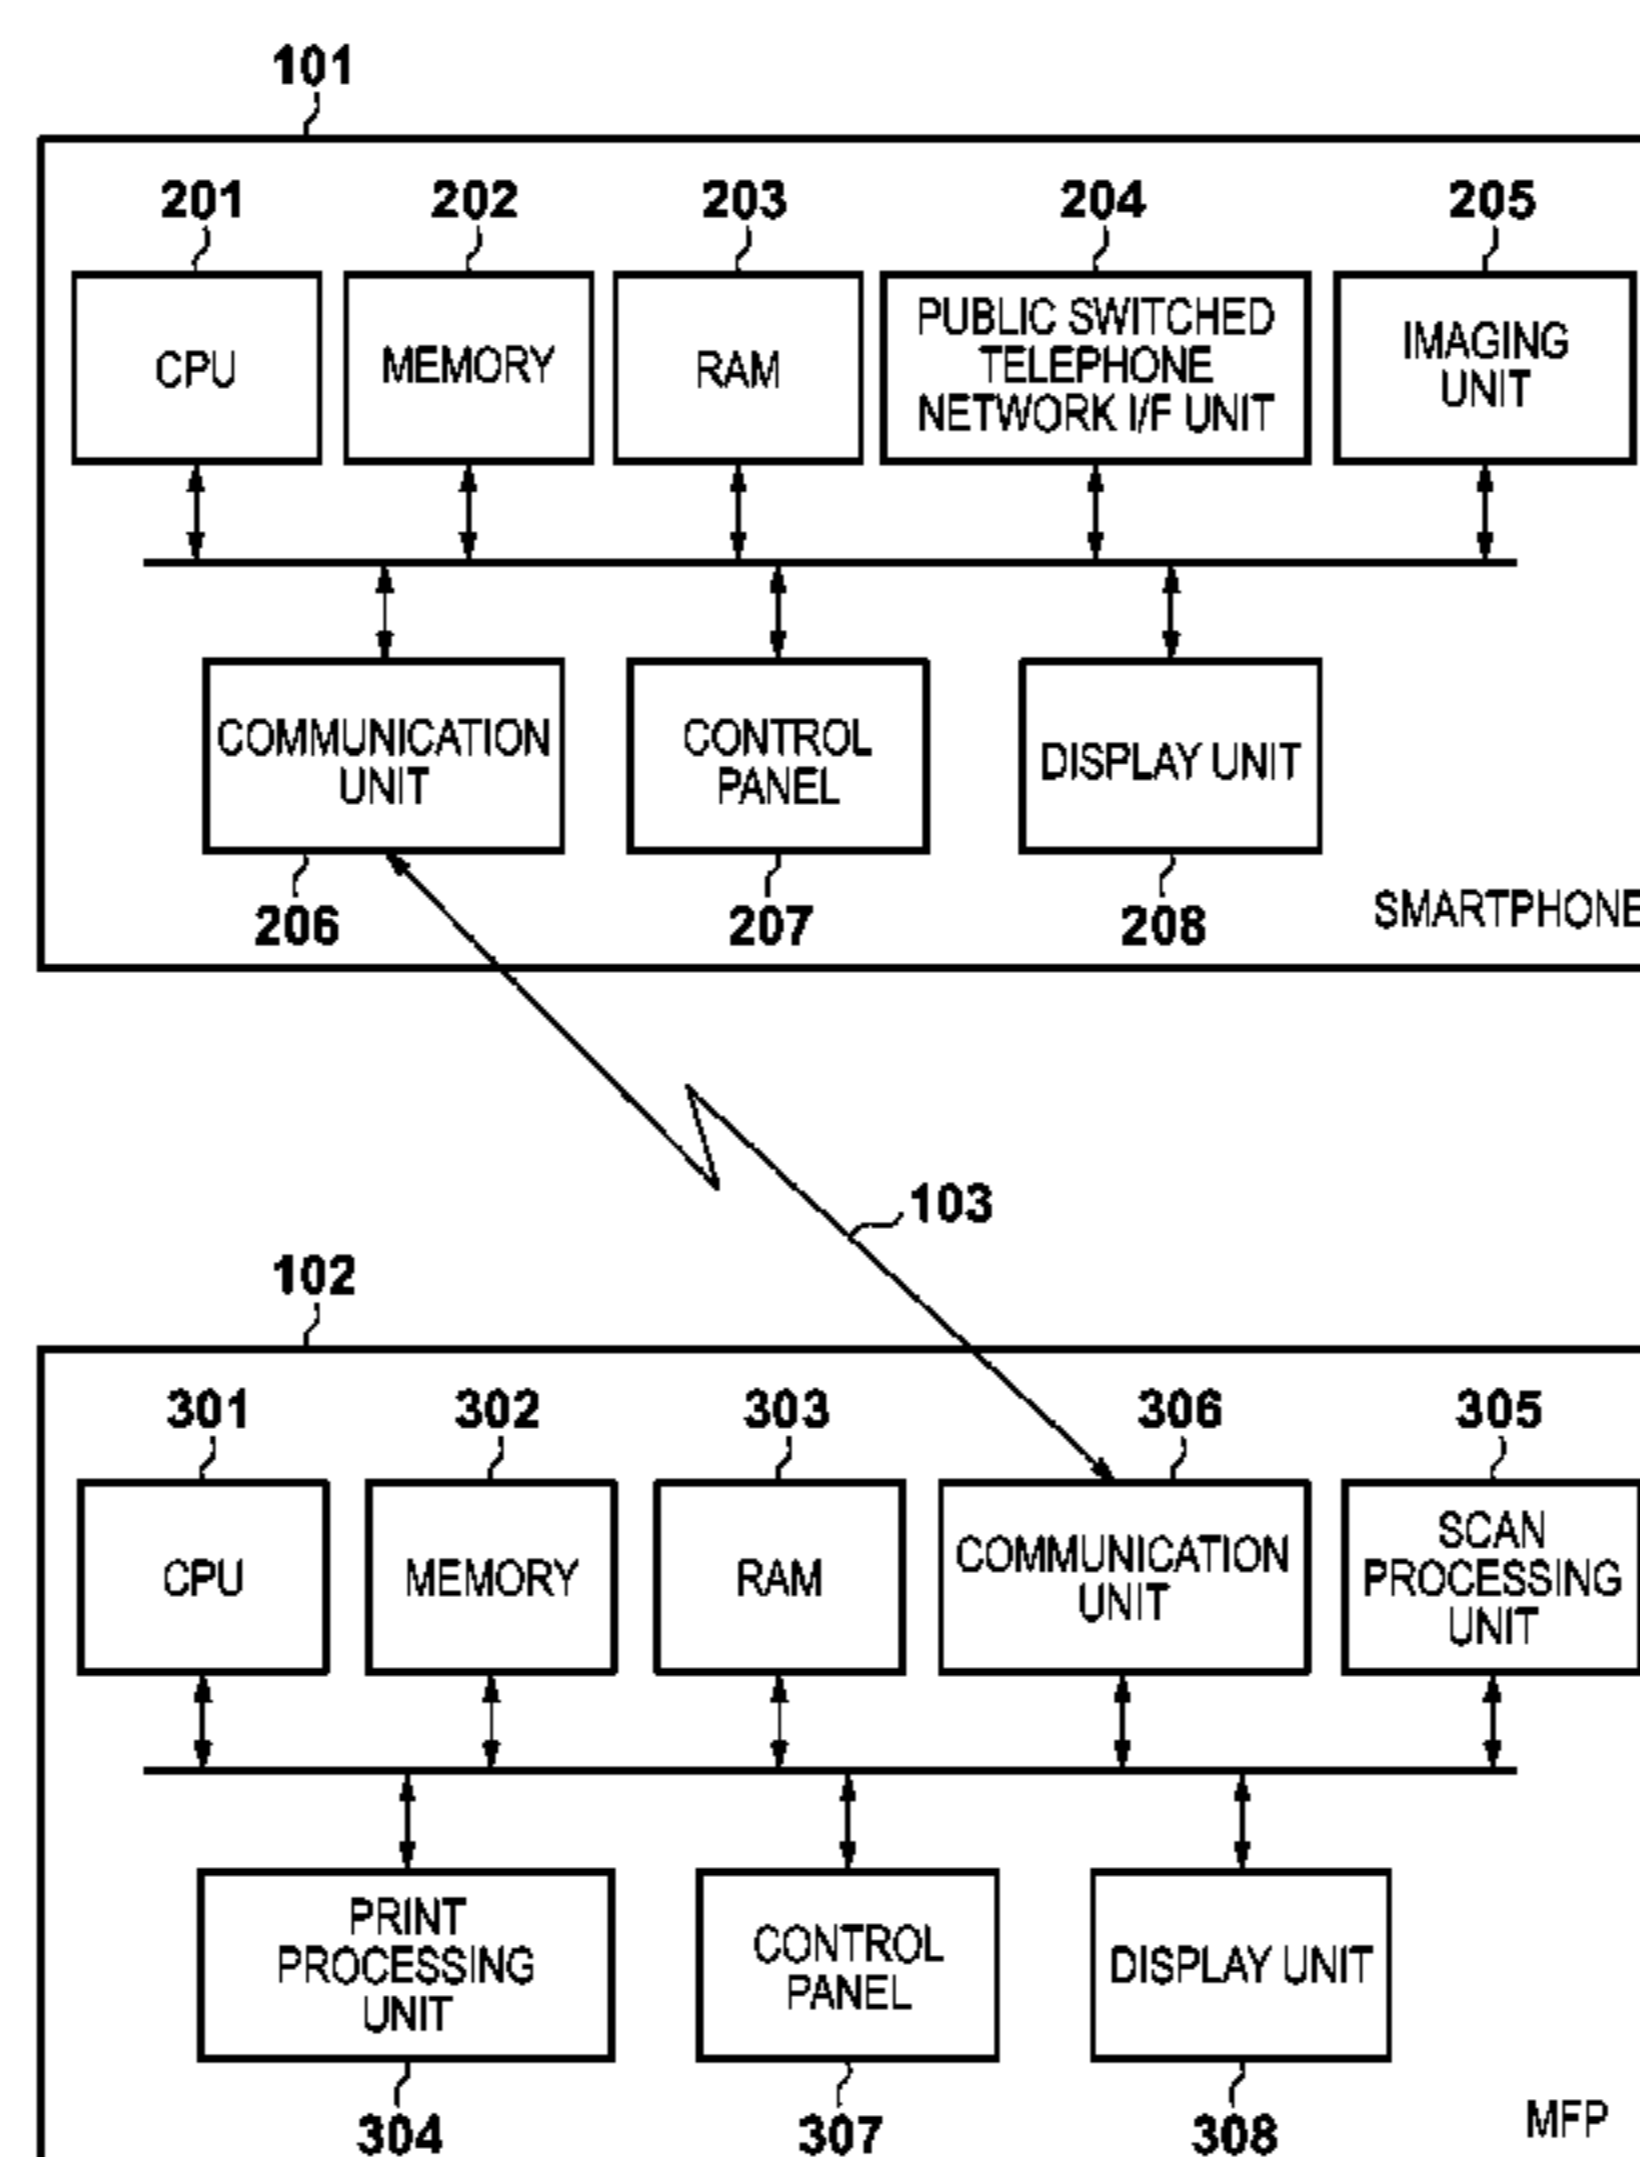 101
201
202
203
204
205
CPU
MEMORY
RAM
PUBLIC SWITCHED
TELEPHONE
NETWORK I/F UNIT
IMAGING
UNIT
COMMUNICATION
UNIT
CONTROL
PANEL
DISPLAY UNIT
206
207
208
SMARTPHONE
103
102
301
302
303
306
305
CPU
MEMORY
RAM
COMMUNICATION
UNIT
SCAN
PROCESSING
UNIT
PRINT
PROCESSING
UNIT
CONTROL
PANEL
DISPLAY UNIT
304
307
308
MFP